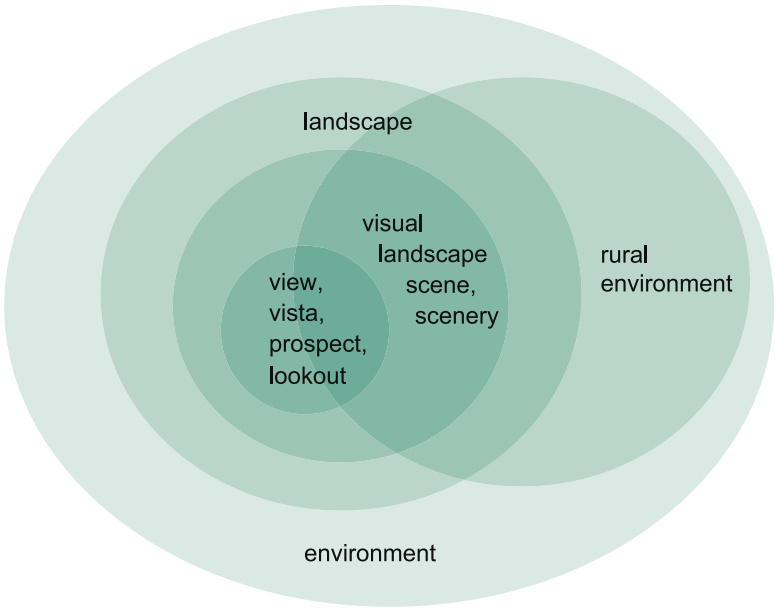 landscape
visual
landscape
scene,
scenery
view,
vista,
prospect,
lookout
rural
environment
environment